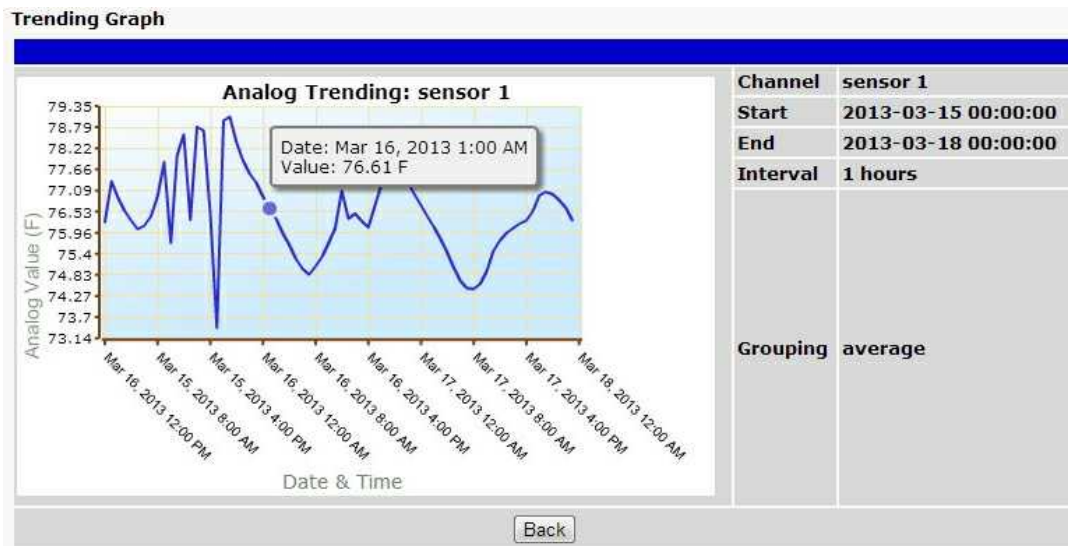 Trending Graph
Analog Trending: sensor 1
79.35
78.79
78.22
77.66
77.09
76.53
75.96
75.4
74.83
74.27
73.7
73.14
Analog Value (F)
Date: Mar 16, 2013 1:00 AM
Value: 76.61 F
Mar 16, 2013 12:00 PM
Mar 15, 2013 8:00 AM
Mar 15, 2013 4:00 PM
Mar 16, 2013 12:00 AM
Mar 16, 2013 8:00 AM
Mar 16, 2013 4:00 PM
Mar 17, 2013 12:00 AM
Mar 17, 2013 8:00 AM
Mar 17, 2013 4:00 PM
Mar 18, 2013 12:00 AM
Date & Time
Channel sensor 1
Start 2013-03-15 00:00:00
End 2013-03-18 00:00:00
Interval 1 hours
Grouping average
Back